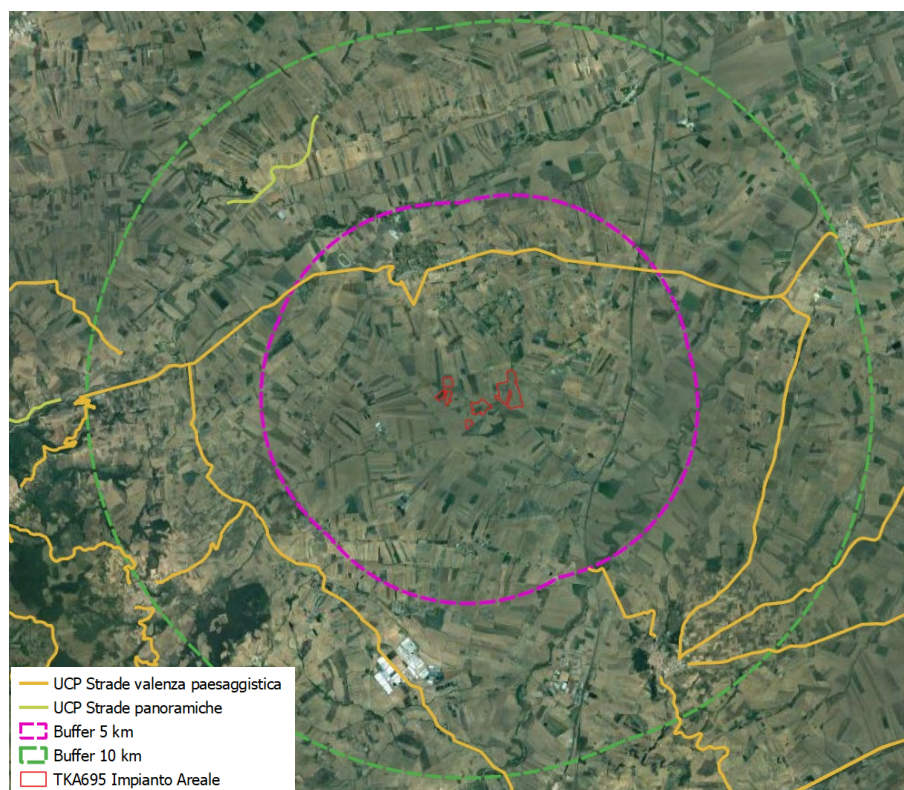 UCP Strade valenza paesaggistica
UCP Strade panoramiche
Buffer 5 km
Buffer 10 km
TKA695 Impianto Areale